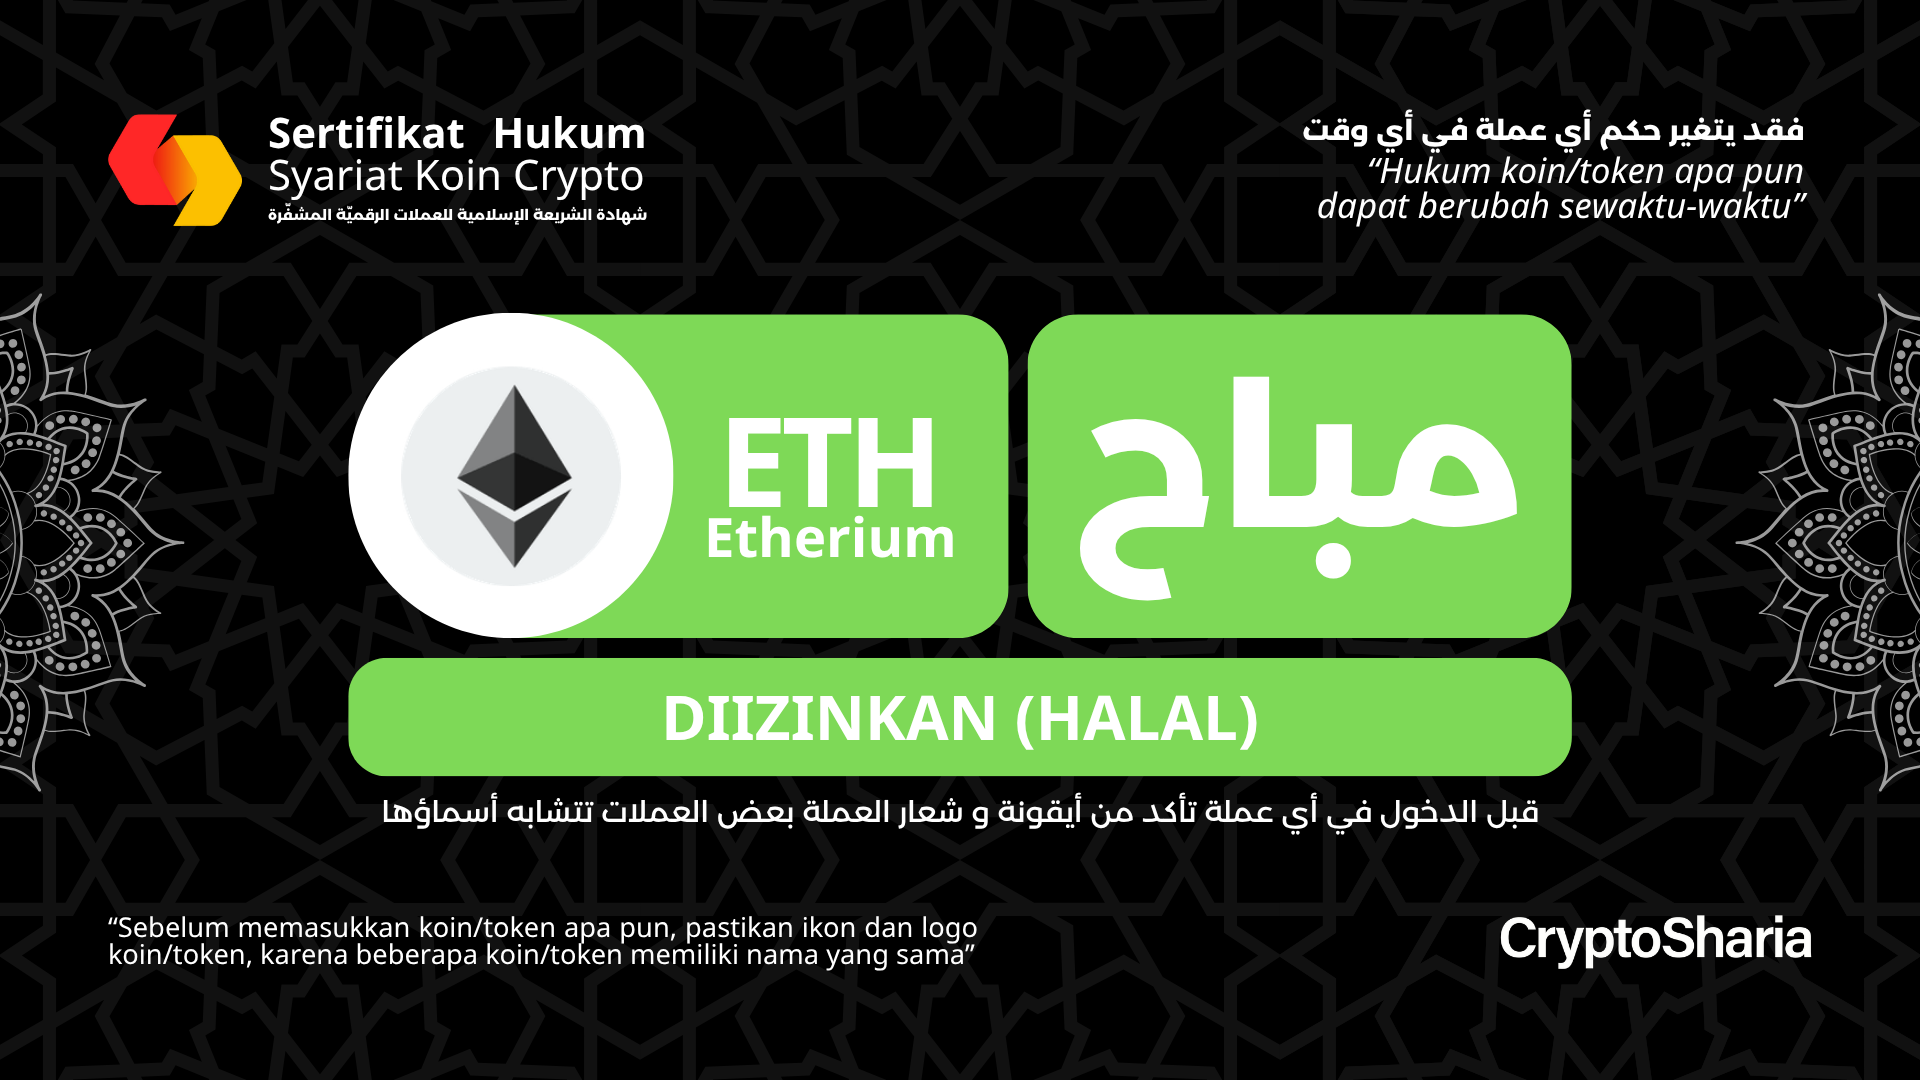 Sertifikat Hukum
Syariat Koin Crypto
شهادة الشريعة الإسلامية للعملات الرقميّة المشفّرة
فقد يتغير حكم أي عملة في أي وقت
“Hukum koin/token apa pun
dapat berubah sewaktu-waktu”
ETH
Etherium
مباح
DIIZINKAN (HALAL)
قبل الدخول في أي عملة تأكد من أيقونة و شعار العملة بعض العملات تتشابه أسماؤها
“Sebelum memasukkan koin/token apa pun, pastikan ikon dan logo
koin/token, karena beberapa koin/token memiliki nama yang sama”
CryptoSharia